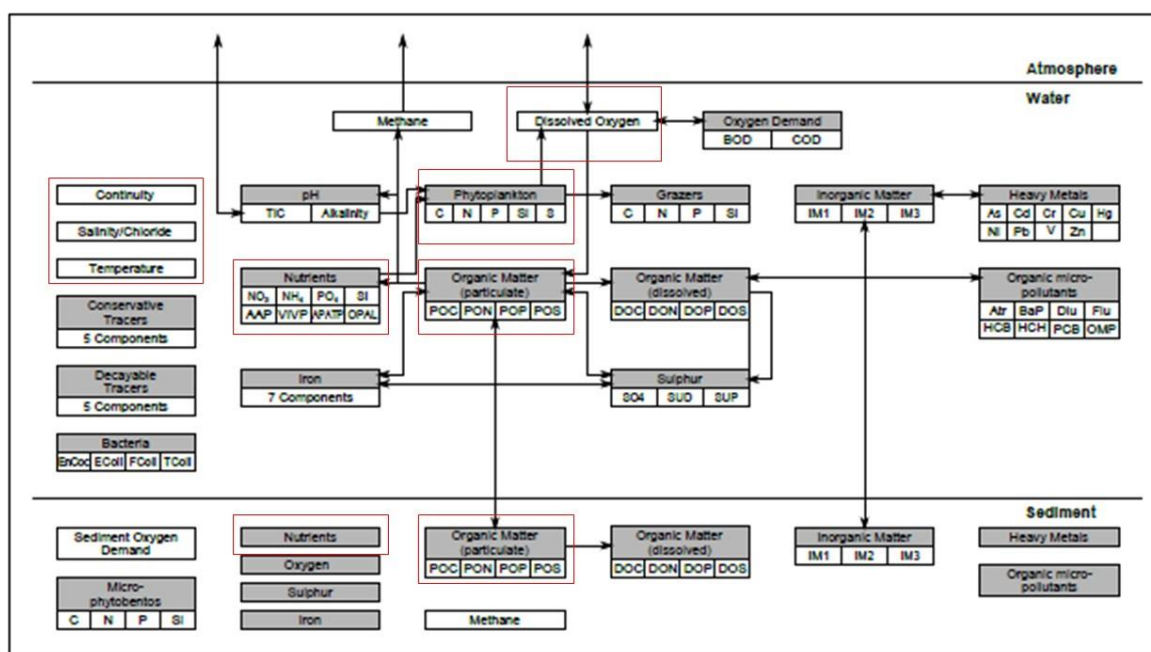 Atmosphere
Water
Methane
Dissolved Oxygen
Oxygen Demand
BOD COD
Continuity
Salinity/Chloride
Temperature
pH
TIC Alkalinity
Phytoplankton
C N P Si S
Grazers
C N P Si
Inorganic Matter
IM1 IM2 IM3
Heavy Metals
As Cd Cr Cu Hg
Ni Pb V Zn
Nutrients
NO₃ NH₄ PO₄ Si
AAP VIVP APATP OPAL
Organic Matter
(particulate)
POC PON POP POS
Organic Matter
(dissolved)
DOC DON DOP DOS
Organic micro-
pollutants
Atr BaP Diu Flu
HCB HCH PCB OMP
Conservative
Tracers
5 Components
Decayable
Tracers
5 Components
Iron
7 Components
Sulphur
SO4 SUD SUP
Bacteria
EnCoc EColi FColi TColi
Sediment
Sediment Oxygen
Demand
Micro-
phytobentos
C N P Si
Nutrients
Oxygen
Sulphur
Iron
Organic Matter
(particulate)
POC PON POP POS
Methane
Organic Matter
(dissolved)
DOC DON DOP DOS
Inorganic Matter
IM1 IM2 IM3
Heavy Metals
Organic micro-
pollutants